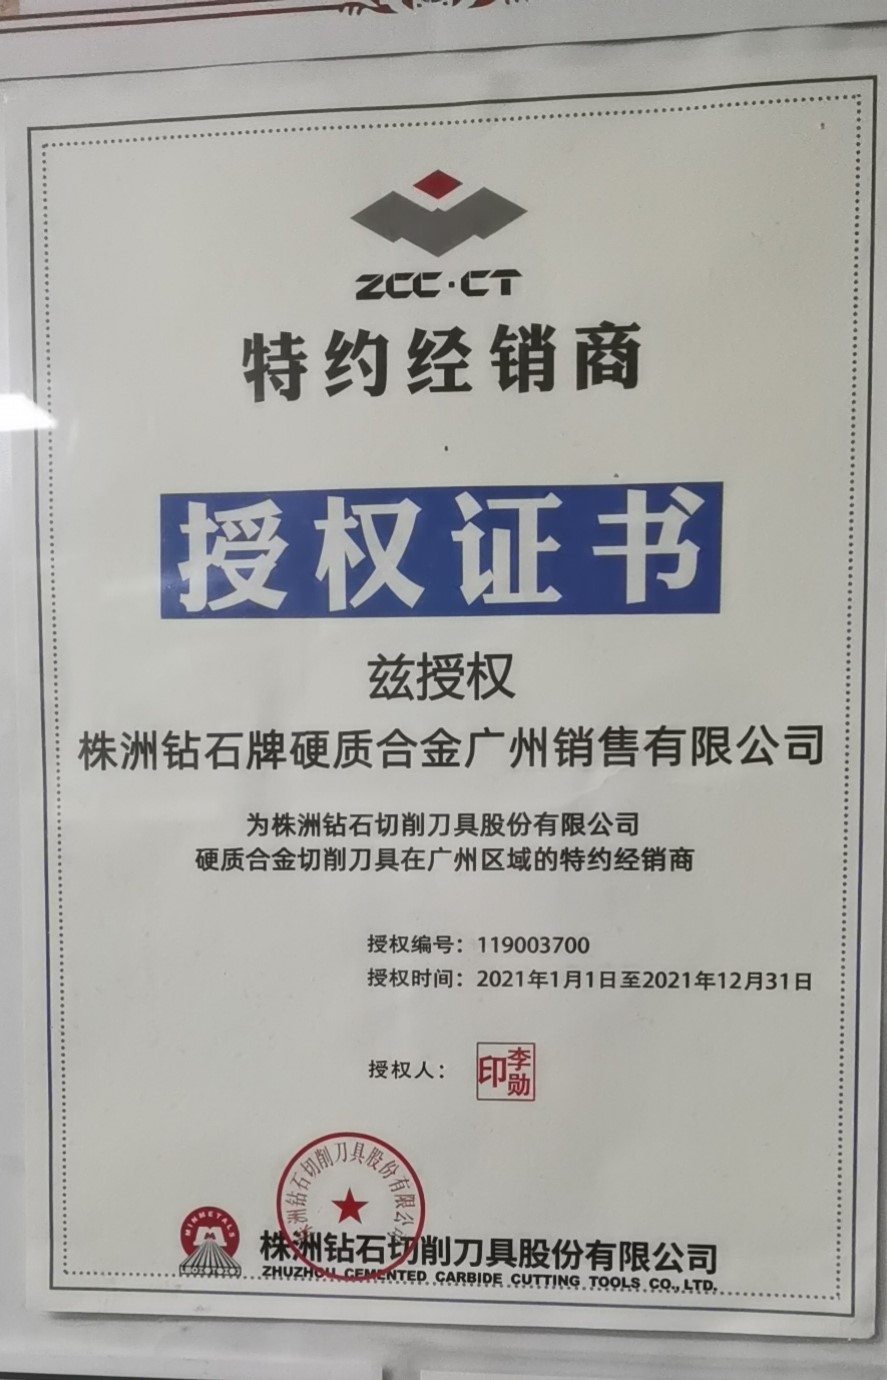 ZCC·CT
特约经销商
授权证书
兹授权
株洲钻石牌硬质合金广州销售有限公司
为株洲钻石切削刀具股份有限公司
硬质合金切削刀具在广州区域的特约经销商
授权编号：119003700
授权时间：2021年1月1日至2021年12月31日
授权人：
李勋印
株洲钻石切削刀具股份有限公司
MINMETALS
株洲钻石切削刀具股份有限公司
ZHUZHOU CEMENTED CARBIDE CUTTING TOOLS CO.,LTD.